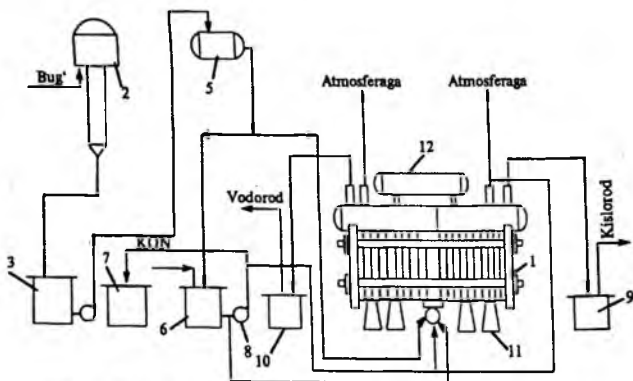 Bug‘
2
5
Atmosferaga
Atmosferaga
12
Vodorod
KON
Kislorod
3
7
6
8
10
1
9
11